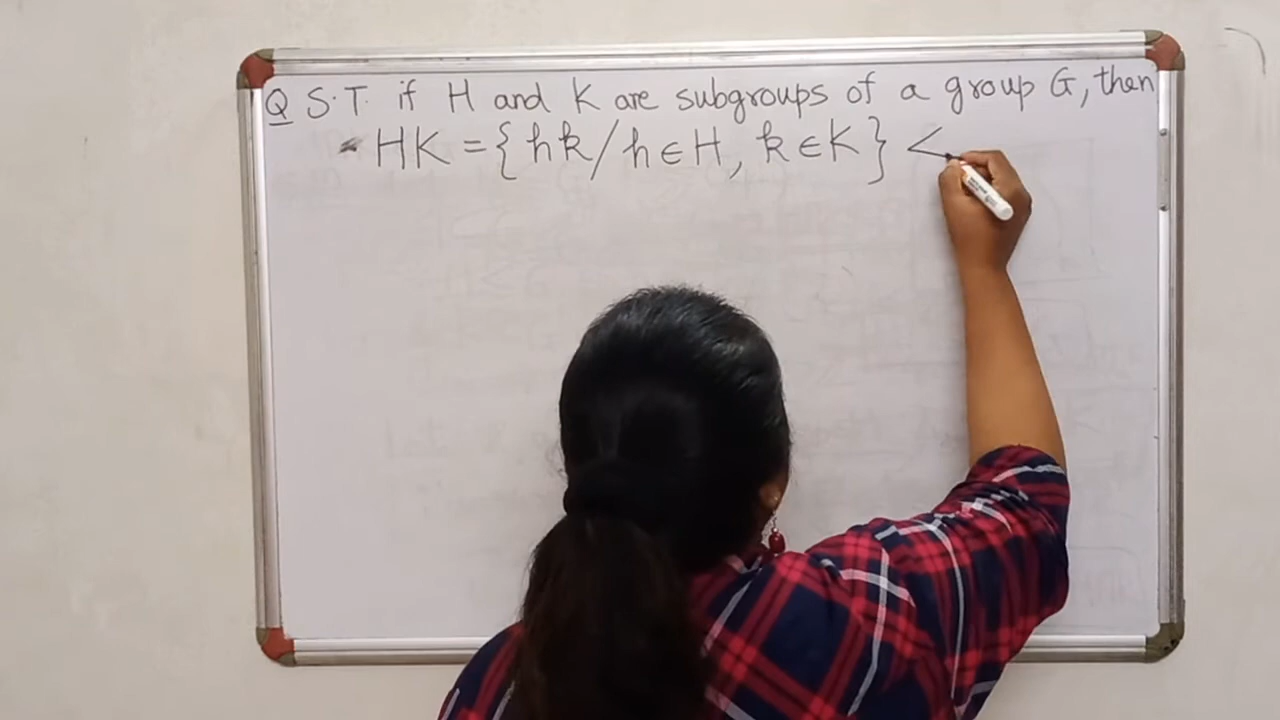 Q S.T. if H and K are subgroups of a group G, then
HK = {hk / h ∈ H, k ∈ K} <